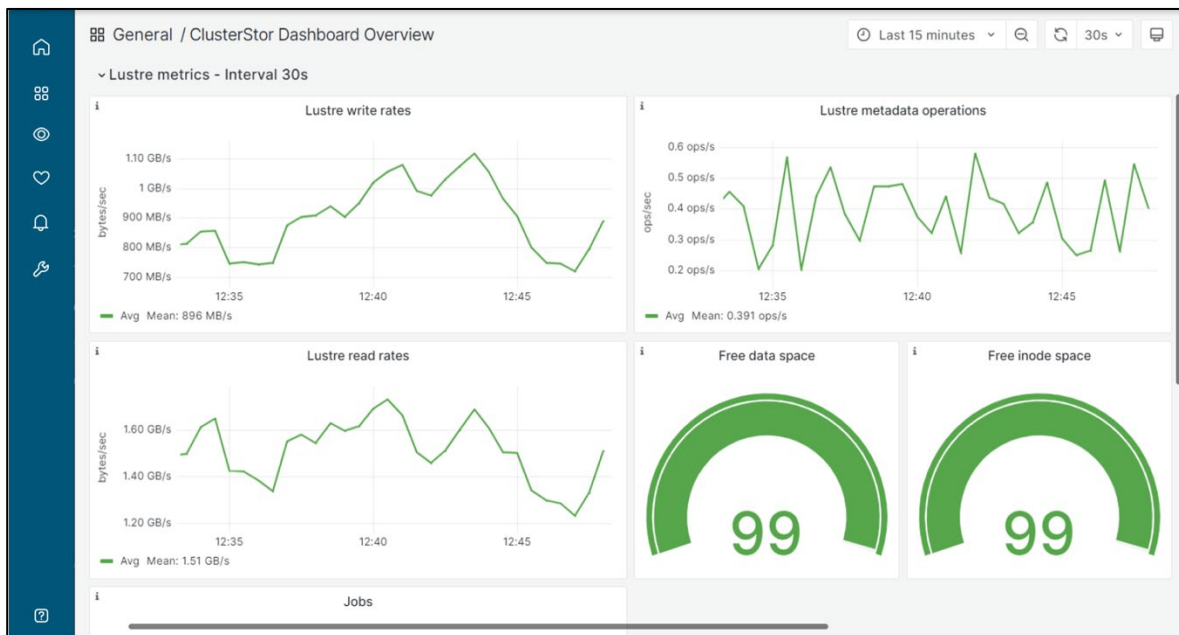 General / ClusterStor Dashboard Overview
Last 15 minutes
30s
Lustre metrics - Interval 30s
i
Lustre write rates
bytes/sec
1.10 GB/s
1 GB/s
900 MB/s
800 MB/s
700 MB/s
12:35 12:40 12:45
Avg Mean: 896 MB/s
i
Lustre metadata operations
ops/sec
0.6 ops/s
0.5 ops/s
0.4 ops/s
0.3 ops/s
0.2 ops/s
12:35 12:40 12:45
Avg Mean: 0.391 ops/s
i
Lustre read rates
bytes/sec
1.60 GB/s
1.40 GB/s
1.20 GB/s
12:35 12:40 12:45
Avg Mean: 1.51 GB/s
i
Free data space
99
i
Free inode space
99
i
Jobs
?